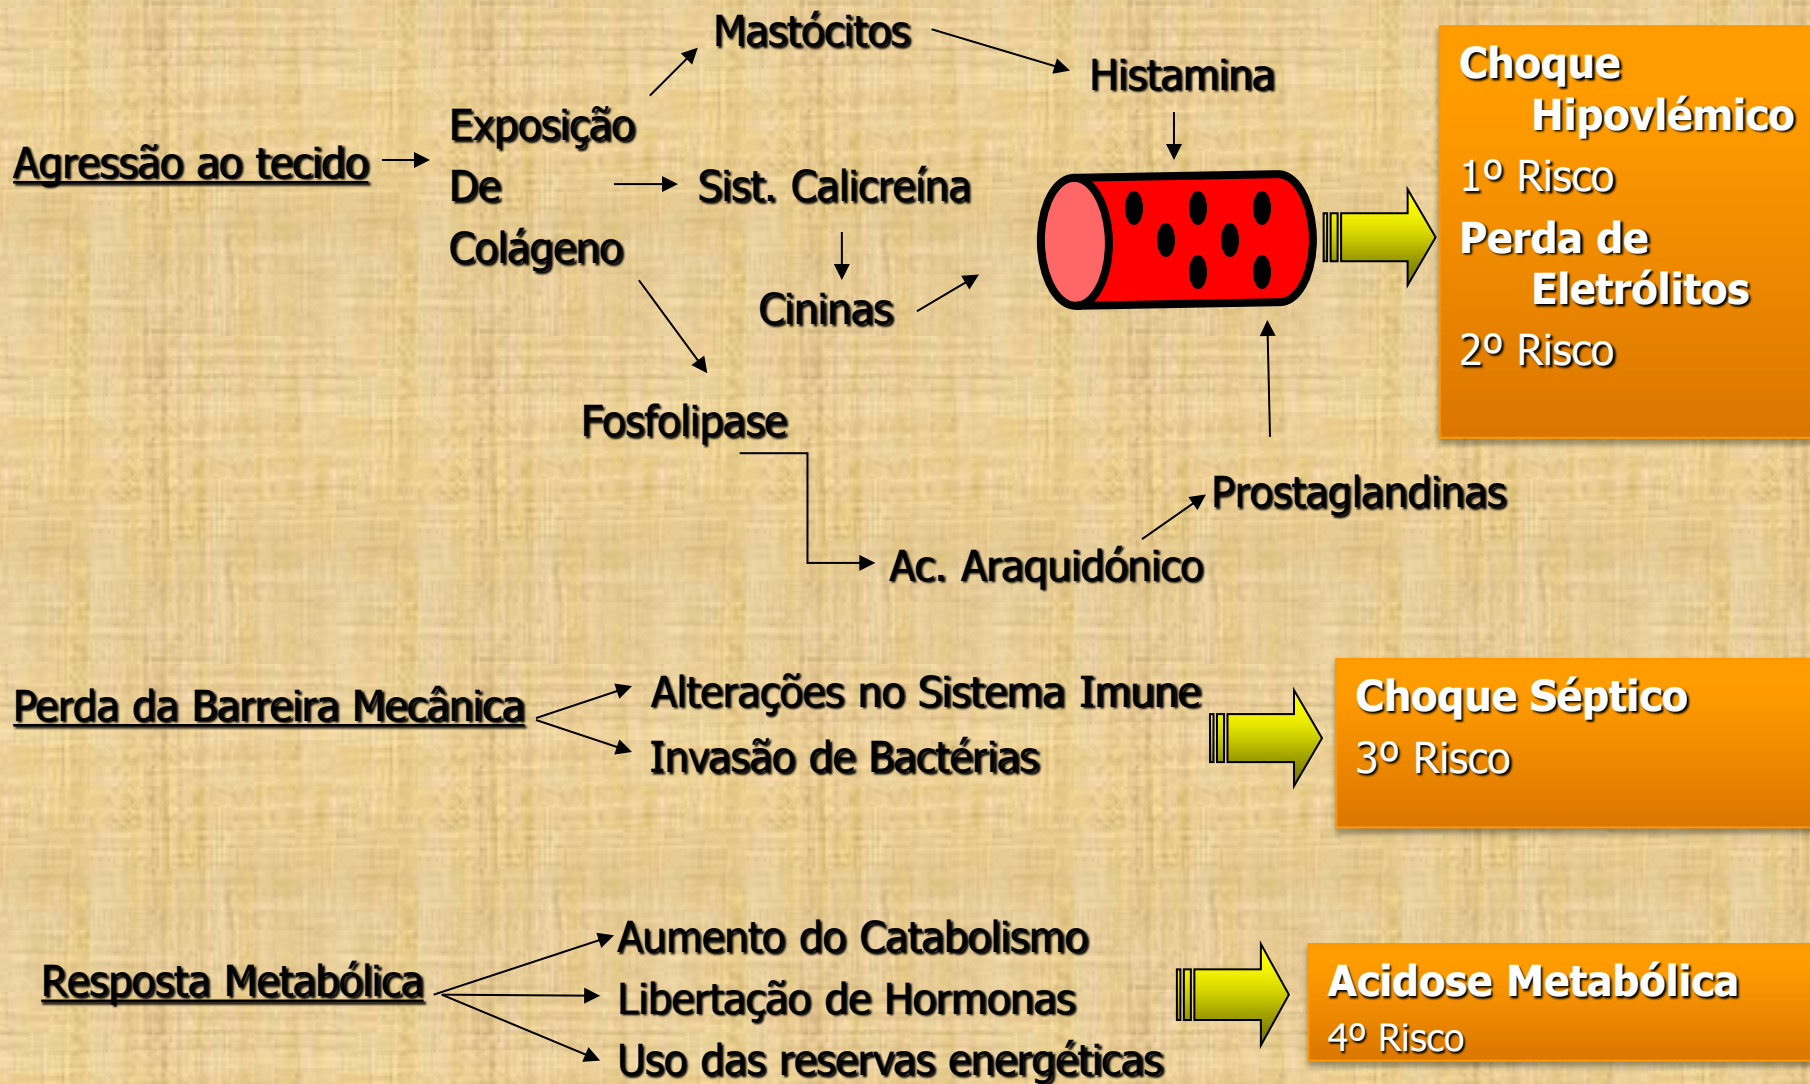 Mastócitos
Histamina
Agressão ao tecido
Exposição
De
Colágeno
Sist. Calicreína
Cininas
Fosfolipase
Ac. Araquidónico
Prostaglandinas
Choque
Hipovlémico
1º Risco
Perda de
Eletrólitos
2º Risco
Perda da Barreira Mecânica
Alterações no Sistema Imune
Invasão de Bactérias
Choque Séptico
3º Risco
Resposta Metabólica
Aumento do Catabolismo
Libertação de Hormonas
Uso das reservas energéticas
Acidose Metabólica
4º Risco